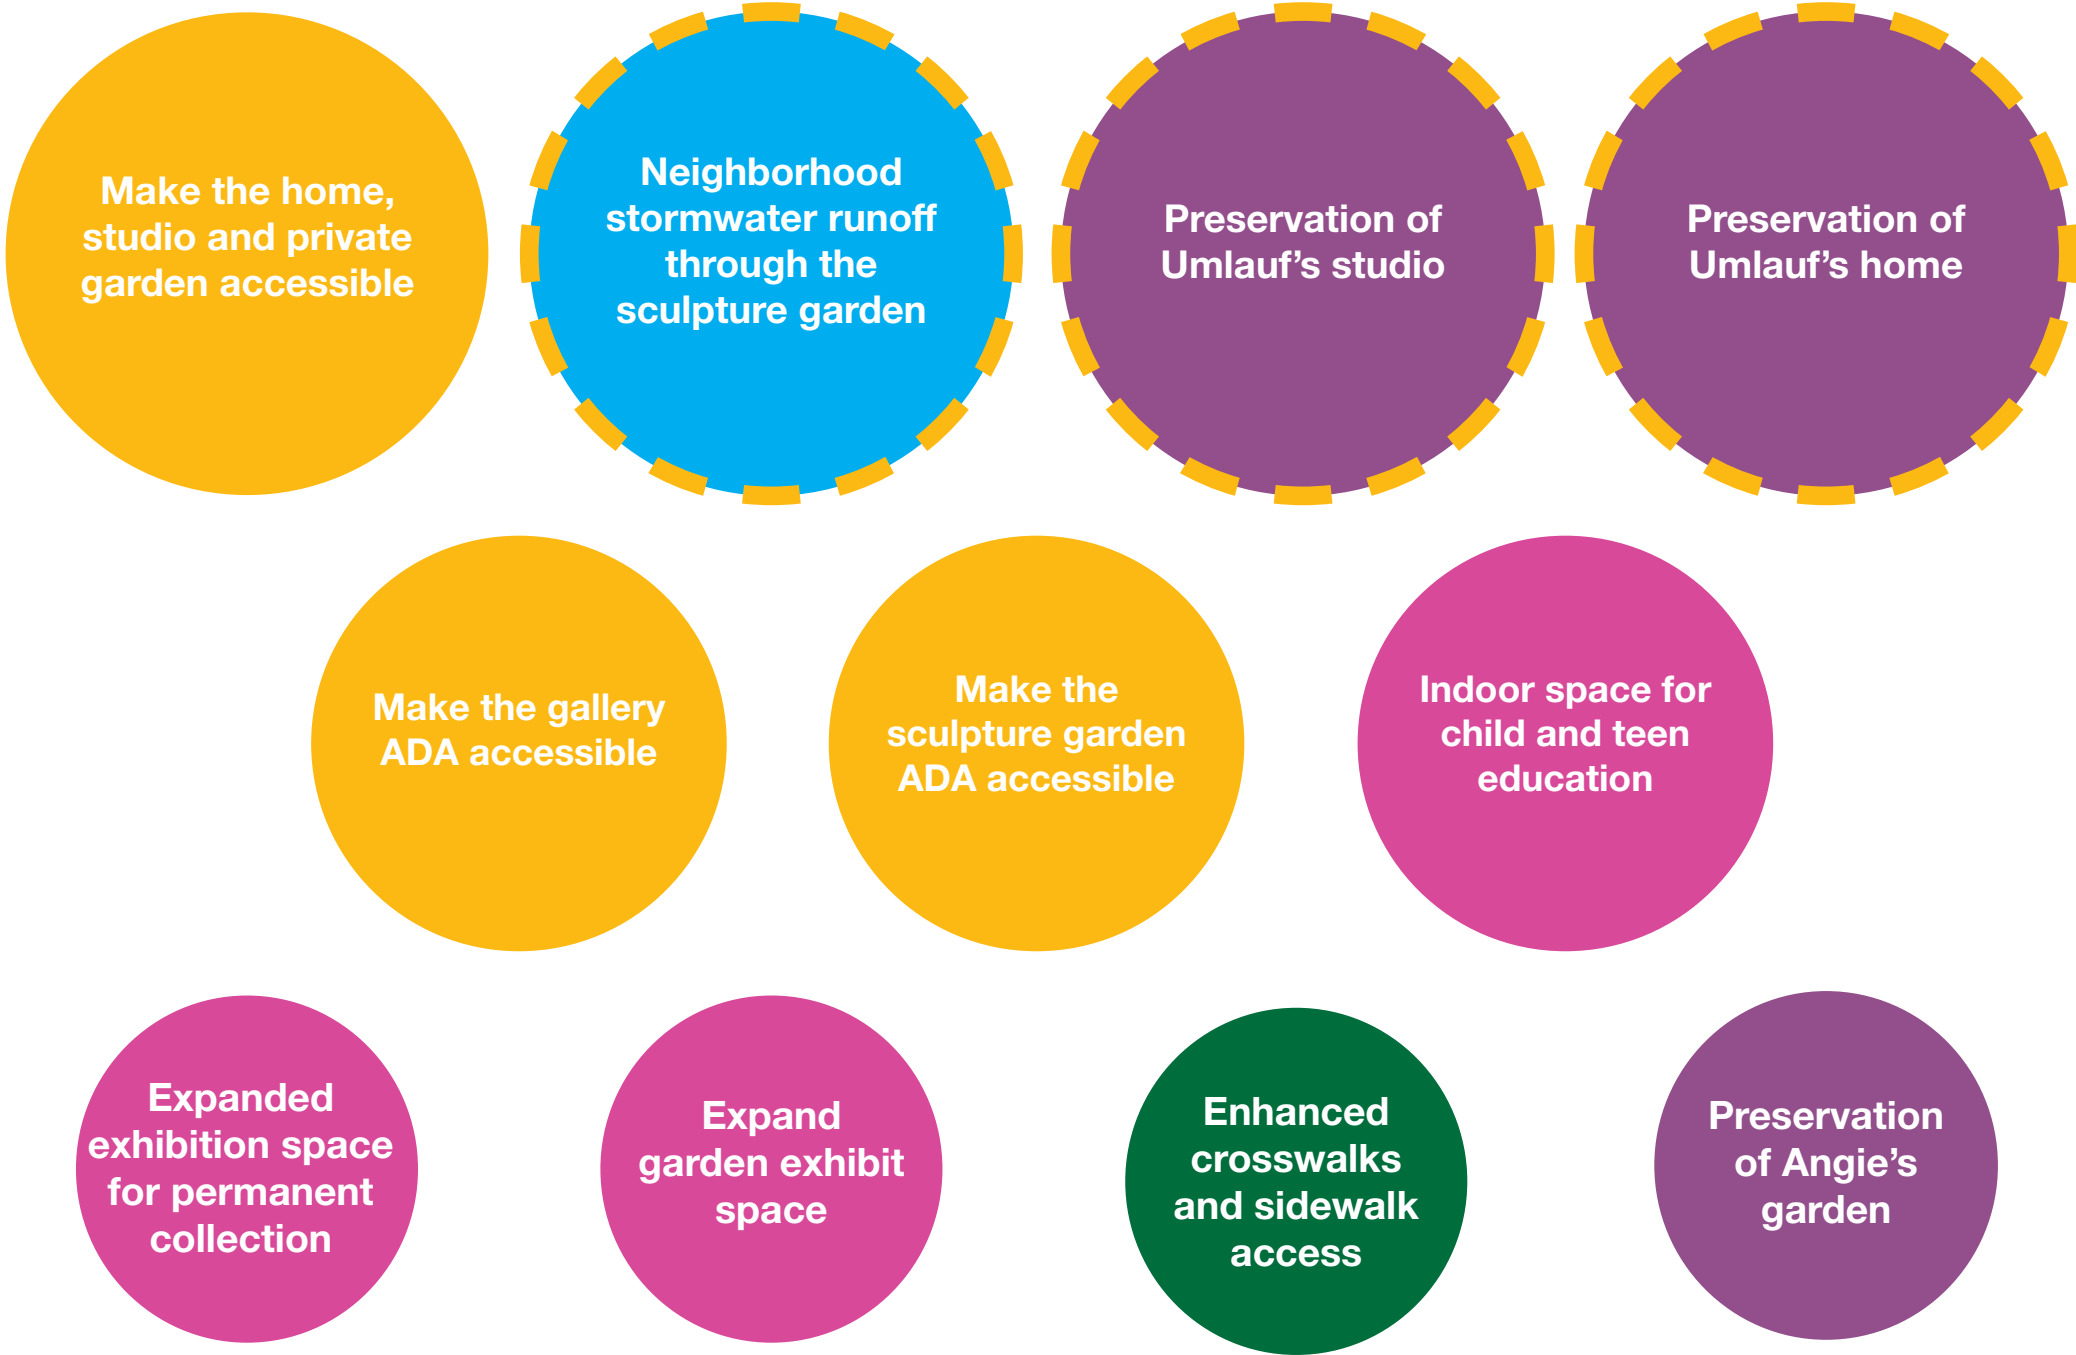 Make the home,
studio and private
garden accessible
Neighborhood
stormwater runoff
through the
sculpture garden
Preservation of
Umlauf’s studio
Preservation of
Umlauf’s home
Make the gallery
ADA accessible
Make the
sculpture garden
ADA accessible
Indoor space for
child and teen
education
Expanded
exhibition space
for permanent
collection
Expand
garden exhibit
space
Enhanced
crosswalks
and sidewalk
access
Preservation
of Angie’s
garden